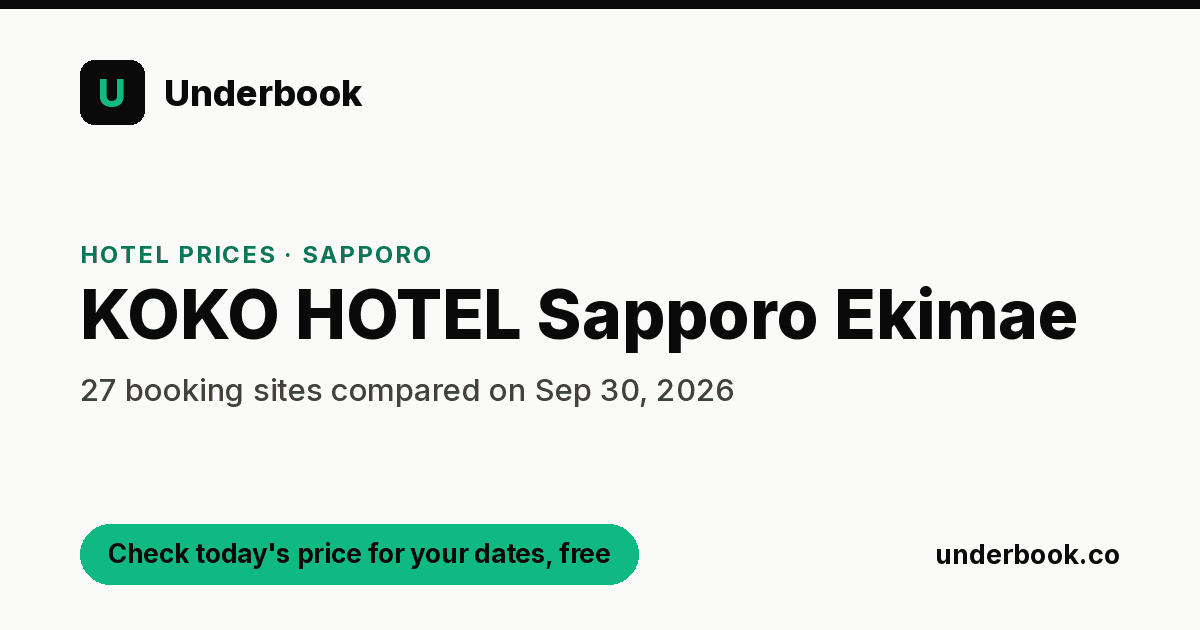 U Underbook
HOTEL PRICES · SAPPORO
KOKO HOTEL Sapporo Ekimae
27 booking sites compared on Sep 30, 2026
Check today's price for your dates, free
underbook.co